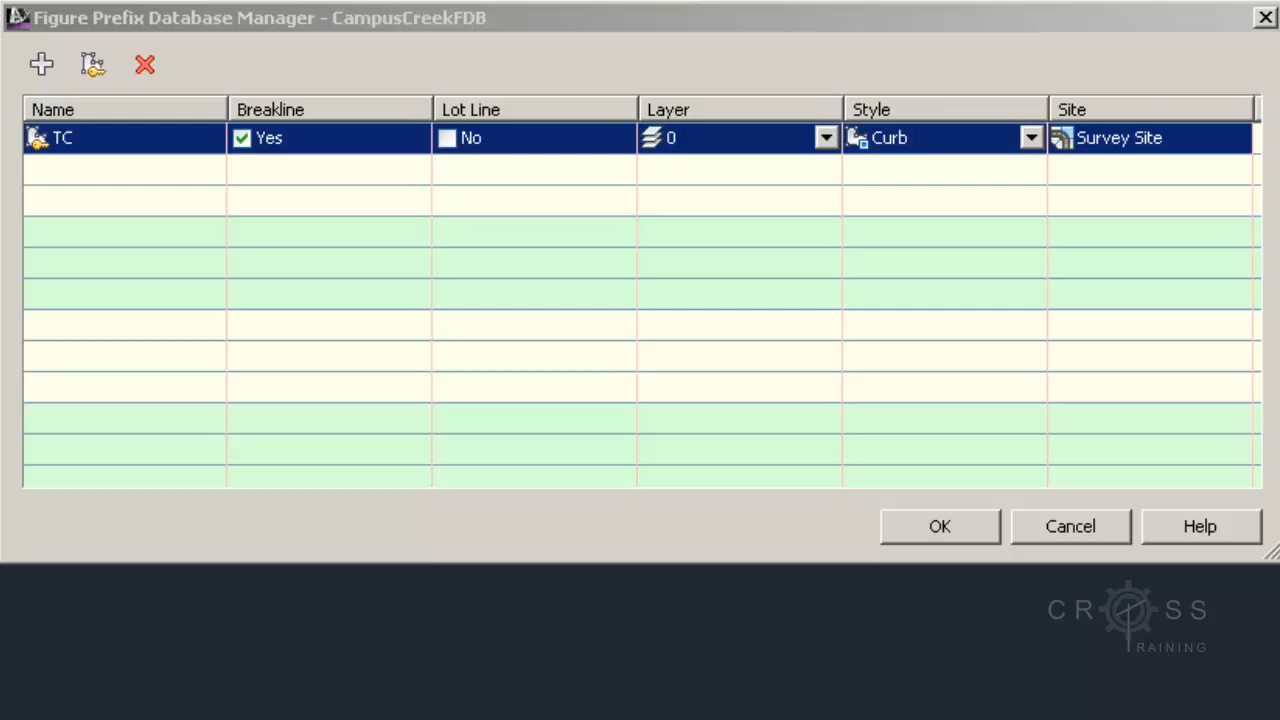 Figure Prefix Database Manager - CampusCreekFDB
Name Breakline Lot Line Layer Style Site
TC Yes No 0 Curb Survey Site
OK Cancel Help
CROSS
TRAINING